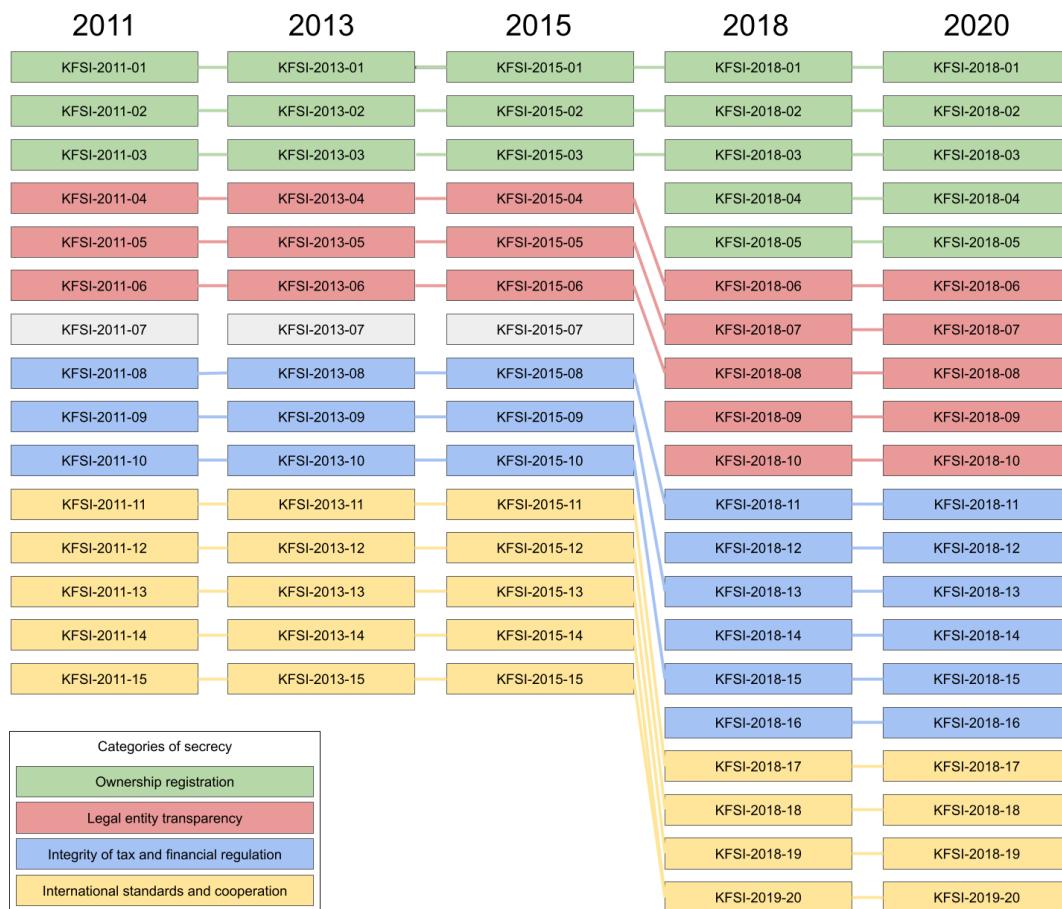 2011 2013 2015 2018 2020
KFSI-2011-01 KFSI-2013-01 KFSI-2015-01 KFSI-2018-01 KFSI-2018-01
KFSI-2011-02 KFSI-2013-02 KFSI-2015-02 KFSI-2018-02 KFSI-2018-02
KFSI-2011-03 KFSI-2013-03 KFSI-2015-03 KFSI-2018-03 KFSI-2018-03
KFSI-2011-04 KFSI-2013-04 KFSI-2015-04 KFSI-2018-04 KFSI-2018-04
KFSI-2011-05 KFSI-2013-05 KFSI-2015-05 KFSI-2018-05 KFSI-2018-05
KFSI-2011-06 KFSI-2013-06 KFSI-2015-06 KFSI-2018-06 KFSI-2018-06
KFSI-2011-07 KFSI-2013-07 KFSI-2015-07 KFSI-2018-07 KFSI-2018-07
KFSI-2011-08 KFSI-2013-08 KFSI-2015-08 KFSI-2018-08 KFSI-2018-08
KFSI-2011-09 KFSI-2013-09 KFSI-2015-09 KFSI-2018-09 KFSI-2018-09
KFSI-2011-10 KFSI-2013-10 KFSI-2015-10 KFSI-2018-10 KFSI-2018-10
KFSI-2011-11 KFSI-2013-11 KFSI-2015-11 KFSI-2018-11 KFSI-2018-11
KFSI-2011-12 KFSI-2013-12 KFSI-2015-12 KFSI-2018-12 KFSI-2018-12
KFSI-2011-13 KFSI-2013-13 KFSI-2015-13 KFSI-2018-13 KFSI-2018-13
KFSI-2011-14 KFSI-2013-14 KFSI-2015-14 KFSI-2018-14 KFSI-2018-14
KFSI-2011-15 KFSI-2013-15 KFSI-2015-15 KFSI-2018-15 KFSI-2018-15
KFSI-2018-16 KFSI-2018-16
KFSI-2018-17 KFSI-2018-17
KFSI-2018-18 KFSI-2018-18
KFSI-2018-19 KFSI-2018-19
KFSI-2019-20 KFSI-2019-20
Categories of secrecy
Ownership registration
Legal entity transparency
Integrity of tax and financial regulation
International standards and cooperation